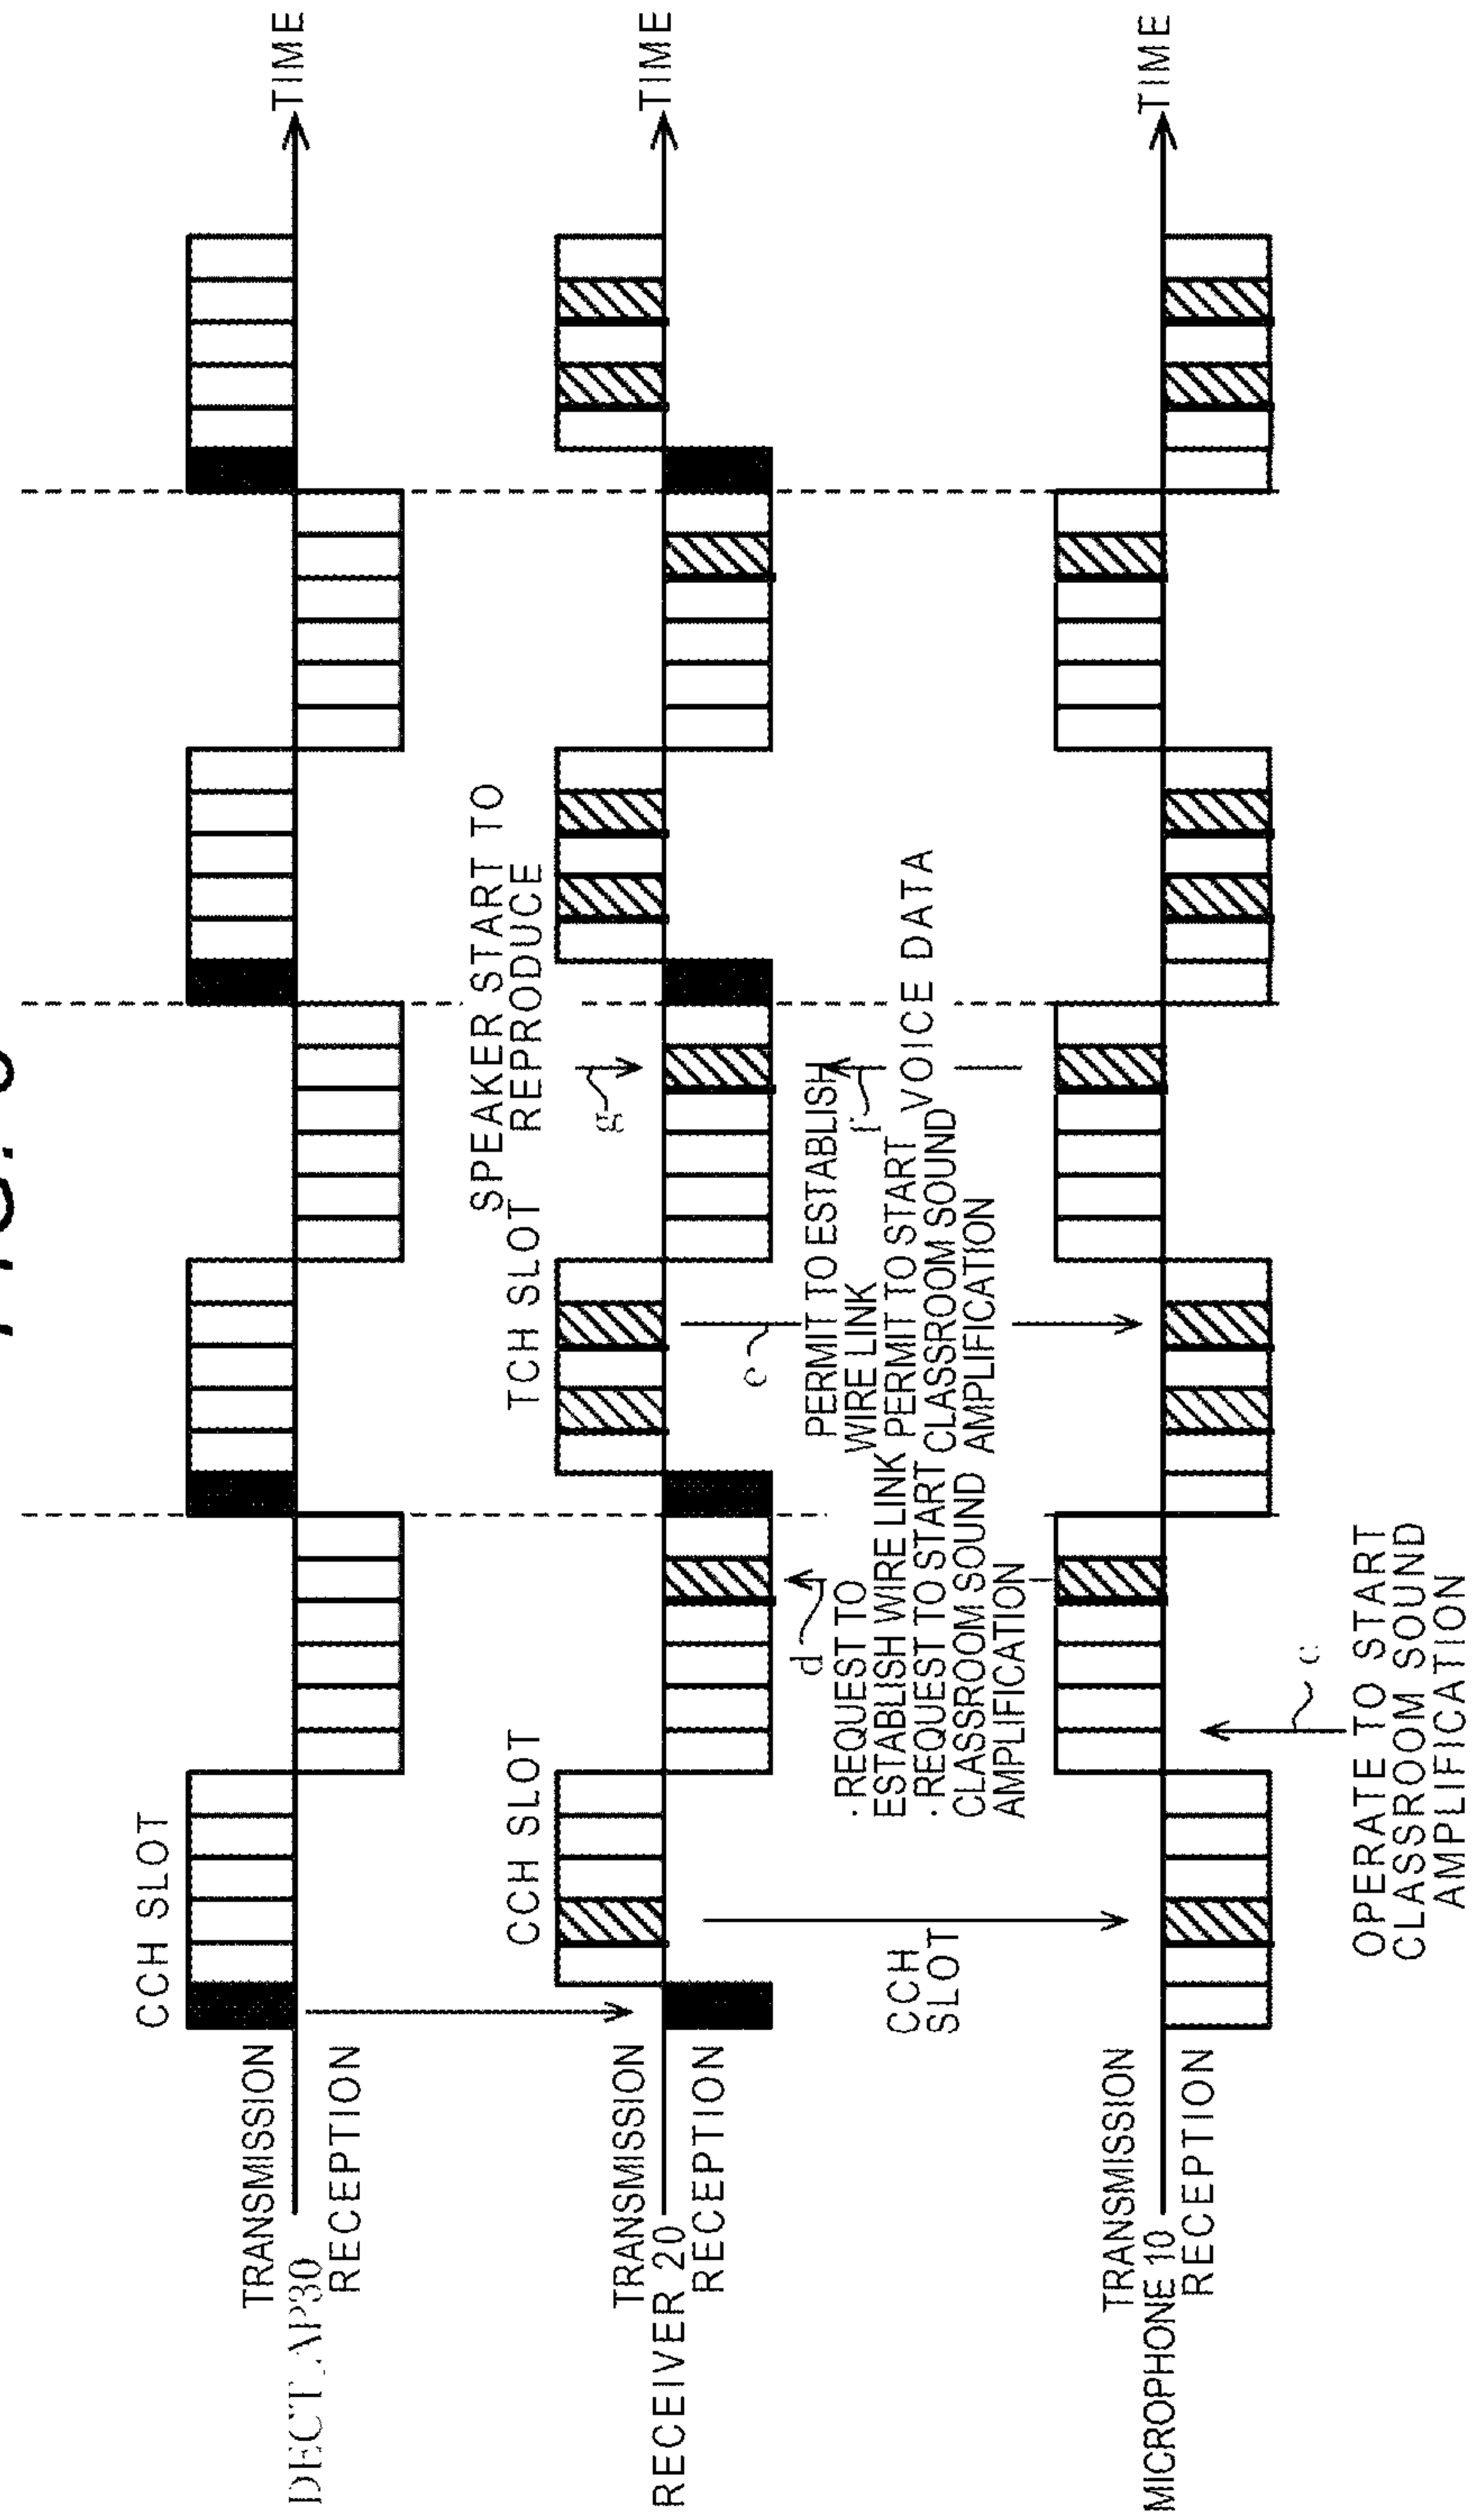 CCH SLOT
TRANSMISSION
TIME
RECEPTION
SPEAKER START TO
REPRODUCE
CCH SLOT
TCH SLOT
g
TRANSMISSION
RECEIVER 20
TIME
RECEPTION
d
e
f
· REQUEST TO
ESTABLISH WIRE LINK
· REQUEST TO START
CLASSROOM SOUND
AMPLIFICATION
PERMIT TO ESTABLISH
WIRE LINK
PERMIT TO START
CLASSROOM SOUND
AMPLIFICATION
VOICE DATA
CCH
SLOT
TRANSMISSION
MICROPHONE 10
TIME
RECEPTION
c
OPERATE TO START
CLASSROOM SOUND
AMPLIFICATION